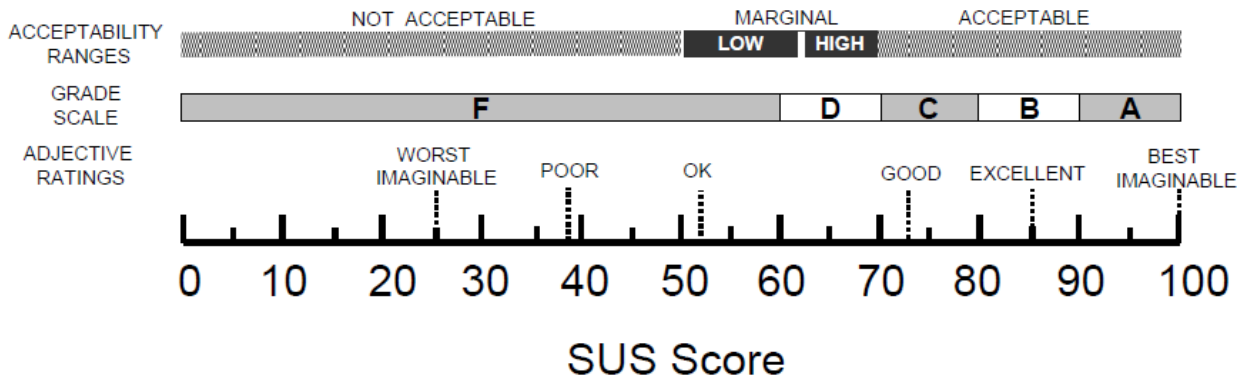 NOT ACCEPTABLE MARGINAL ACCEPTABLE
ACCEPTABILITY
RANGES
LOW HIGH
GRADE
SCALE
F D C B A
ADJECTIVE
RATINGS
WORST
IMAGINABLE
POOR
OK
GOOD
EXCELLENT
BEST
IMAGINABLE
0 10 20 30 40 50 60 70 80 90 100
SUS Score